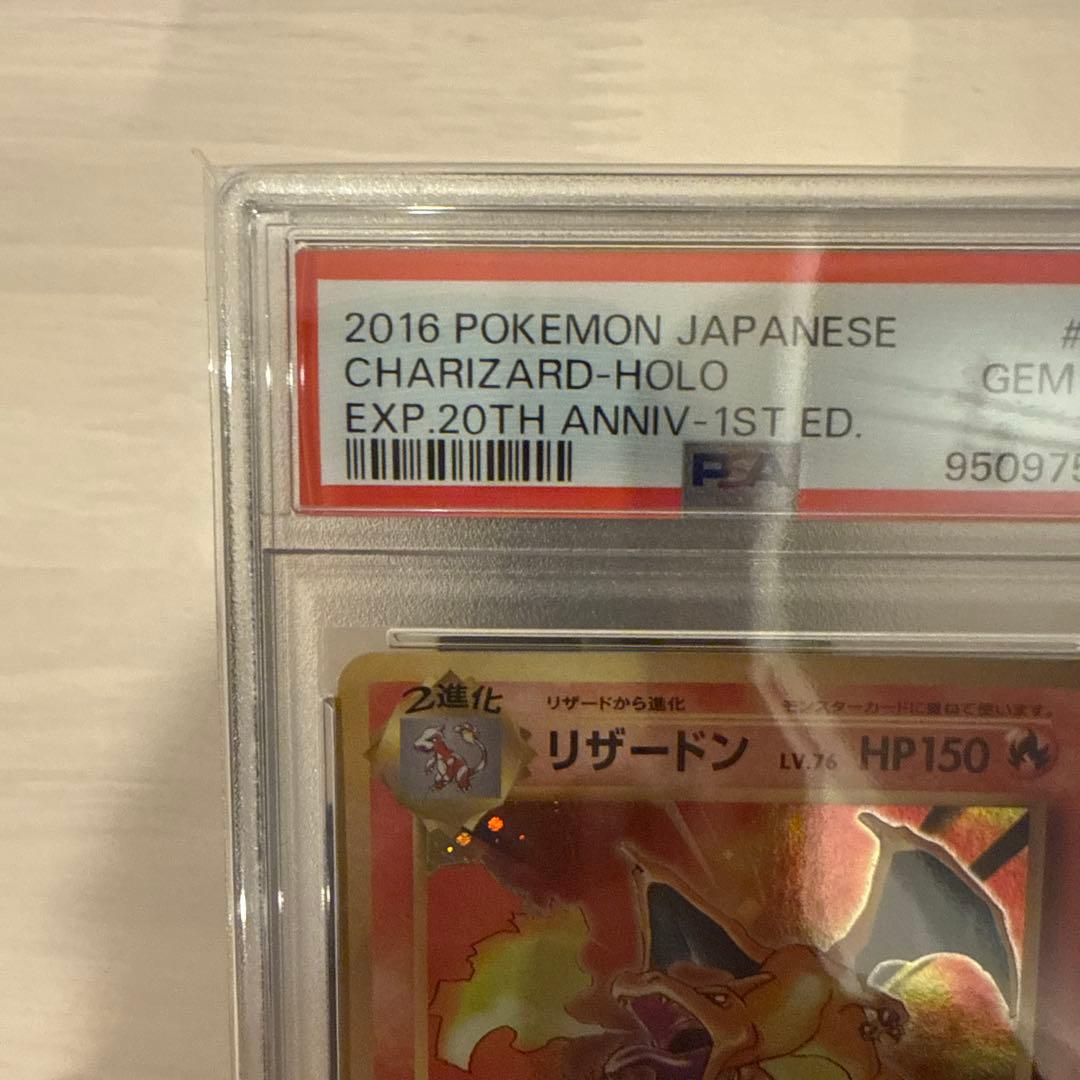 2016 POKEMON JAPANESE #
CHARIZARD-HOLO GEM
EXP.20TH ANNIV-1ST ED.
PSA 950975
2進化 リザードから進化 モンスターカードに重ねて使います。
リザードン LV.76 HP150